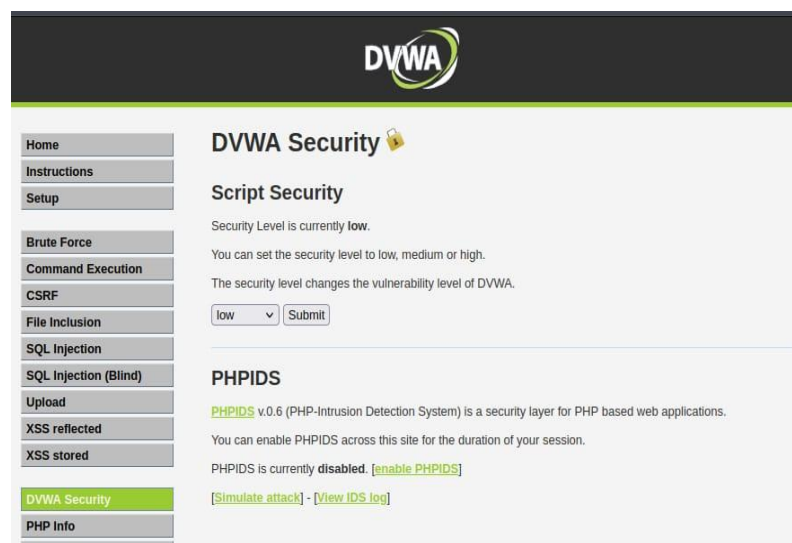 DVWA
Home
Instructions
Setup
Brute Force
Command Execution
CSRF
File Inclusion
SQL Injection
SQL Injection (Blind)
Upload
XSS reflected
XSS stored
DVWA Security
PHP Info
DVWA Security
Script Security
Security Level is currently low.
You can set the security level to low, medium or high.
The security level changes the vulnerability level of DVWA.
low Submit
PHPIDS
PHPIDS v.0.6 (PHP-Intrusion Detection System) is a security layer for PHP based web applications.
You can enable PHPIDS across this site for the duration of your session.
PHPIDS is currently disabled. [enable PHPIDS]
[Simulate attack] - [View IDS log]